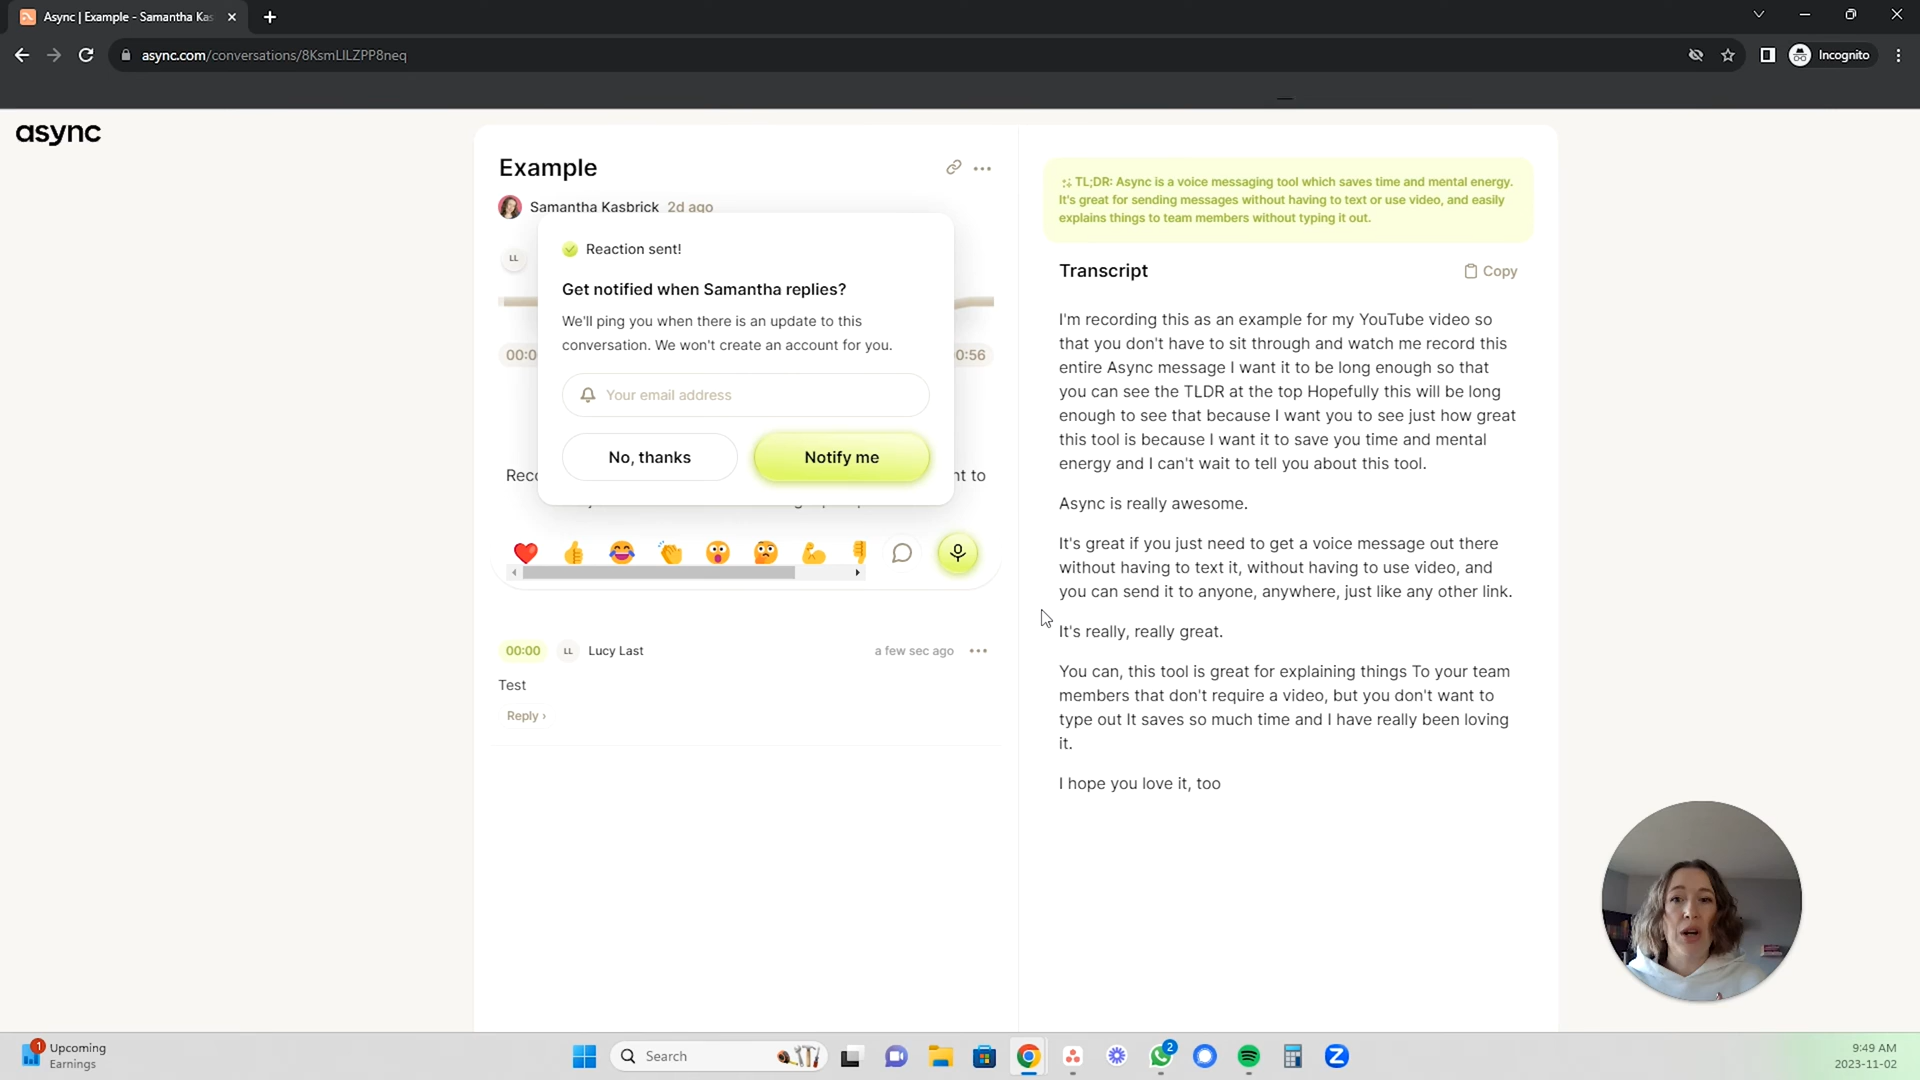 Async | Example - Samantha Kas
async.com/conversations/8KsmLlLZPP8neq
Incognito
async
Example
Samantha Kasbrick 2d ago
LL
Reaction sent!
Get notified when Samantha replies?
We'll ping you when there is an update to this
conversation. We won't create an account for you.
00:0
0:56
Your email address
No, thanks
Notify me
Reco
nt to
00:00 LL Lucy Last a few sec ago
Test
Reply ›
TL;DR: Async is a voice messaging tool which saves time and mental energy.
It's great for sending messages without having to text or use video, and easily
explains things to team members without typing it out.
Transcript
Copy
I'm recording this as an example for my YouTube video so
that you don't have to sit through and watch me record this
entire Async message I want it to be long enough so that
you can see the TLDR at the top Hopefully this will be long
enough to see that because I want you to see just how great
this tool is because I want it to save you time and mental
energy and I can't wait to tell you about this tool.
Async is really awesome.
It's great if you just need to get a voice message out there
without having to text it, without having to use video, and
you can send it to anyone, anywhere, just like any other link.
It's really, really great.
You can, this tool is great for explaining things To your team
members that don't require a video, but you don't want to
type out It saves so much time and I have really been loving
it.
I hope you love it, too
1
Upcoming
Earnings
Search
2
Z
9:49 AM
2023-11-02